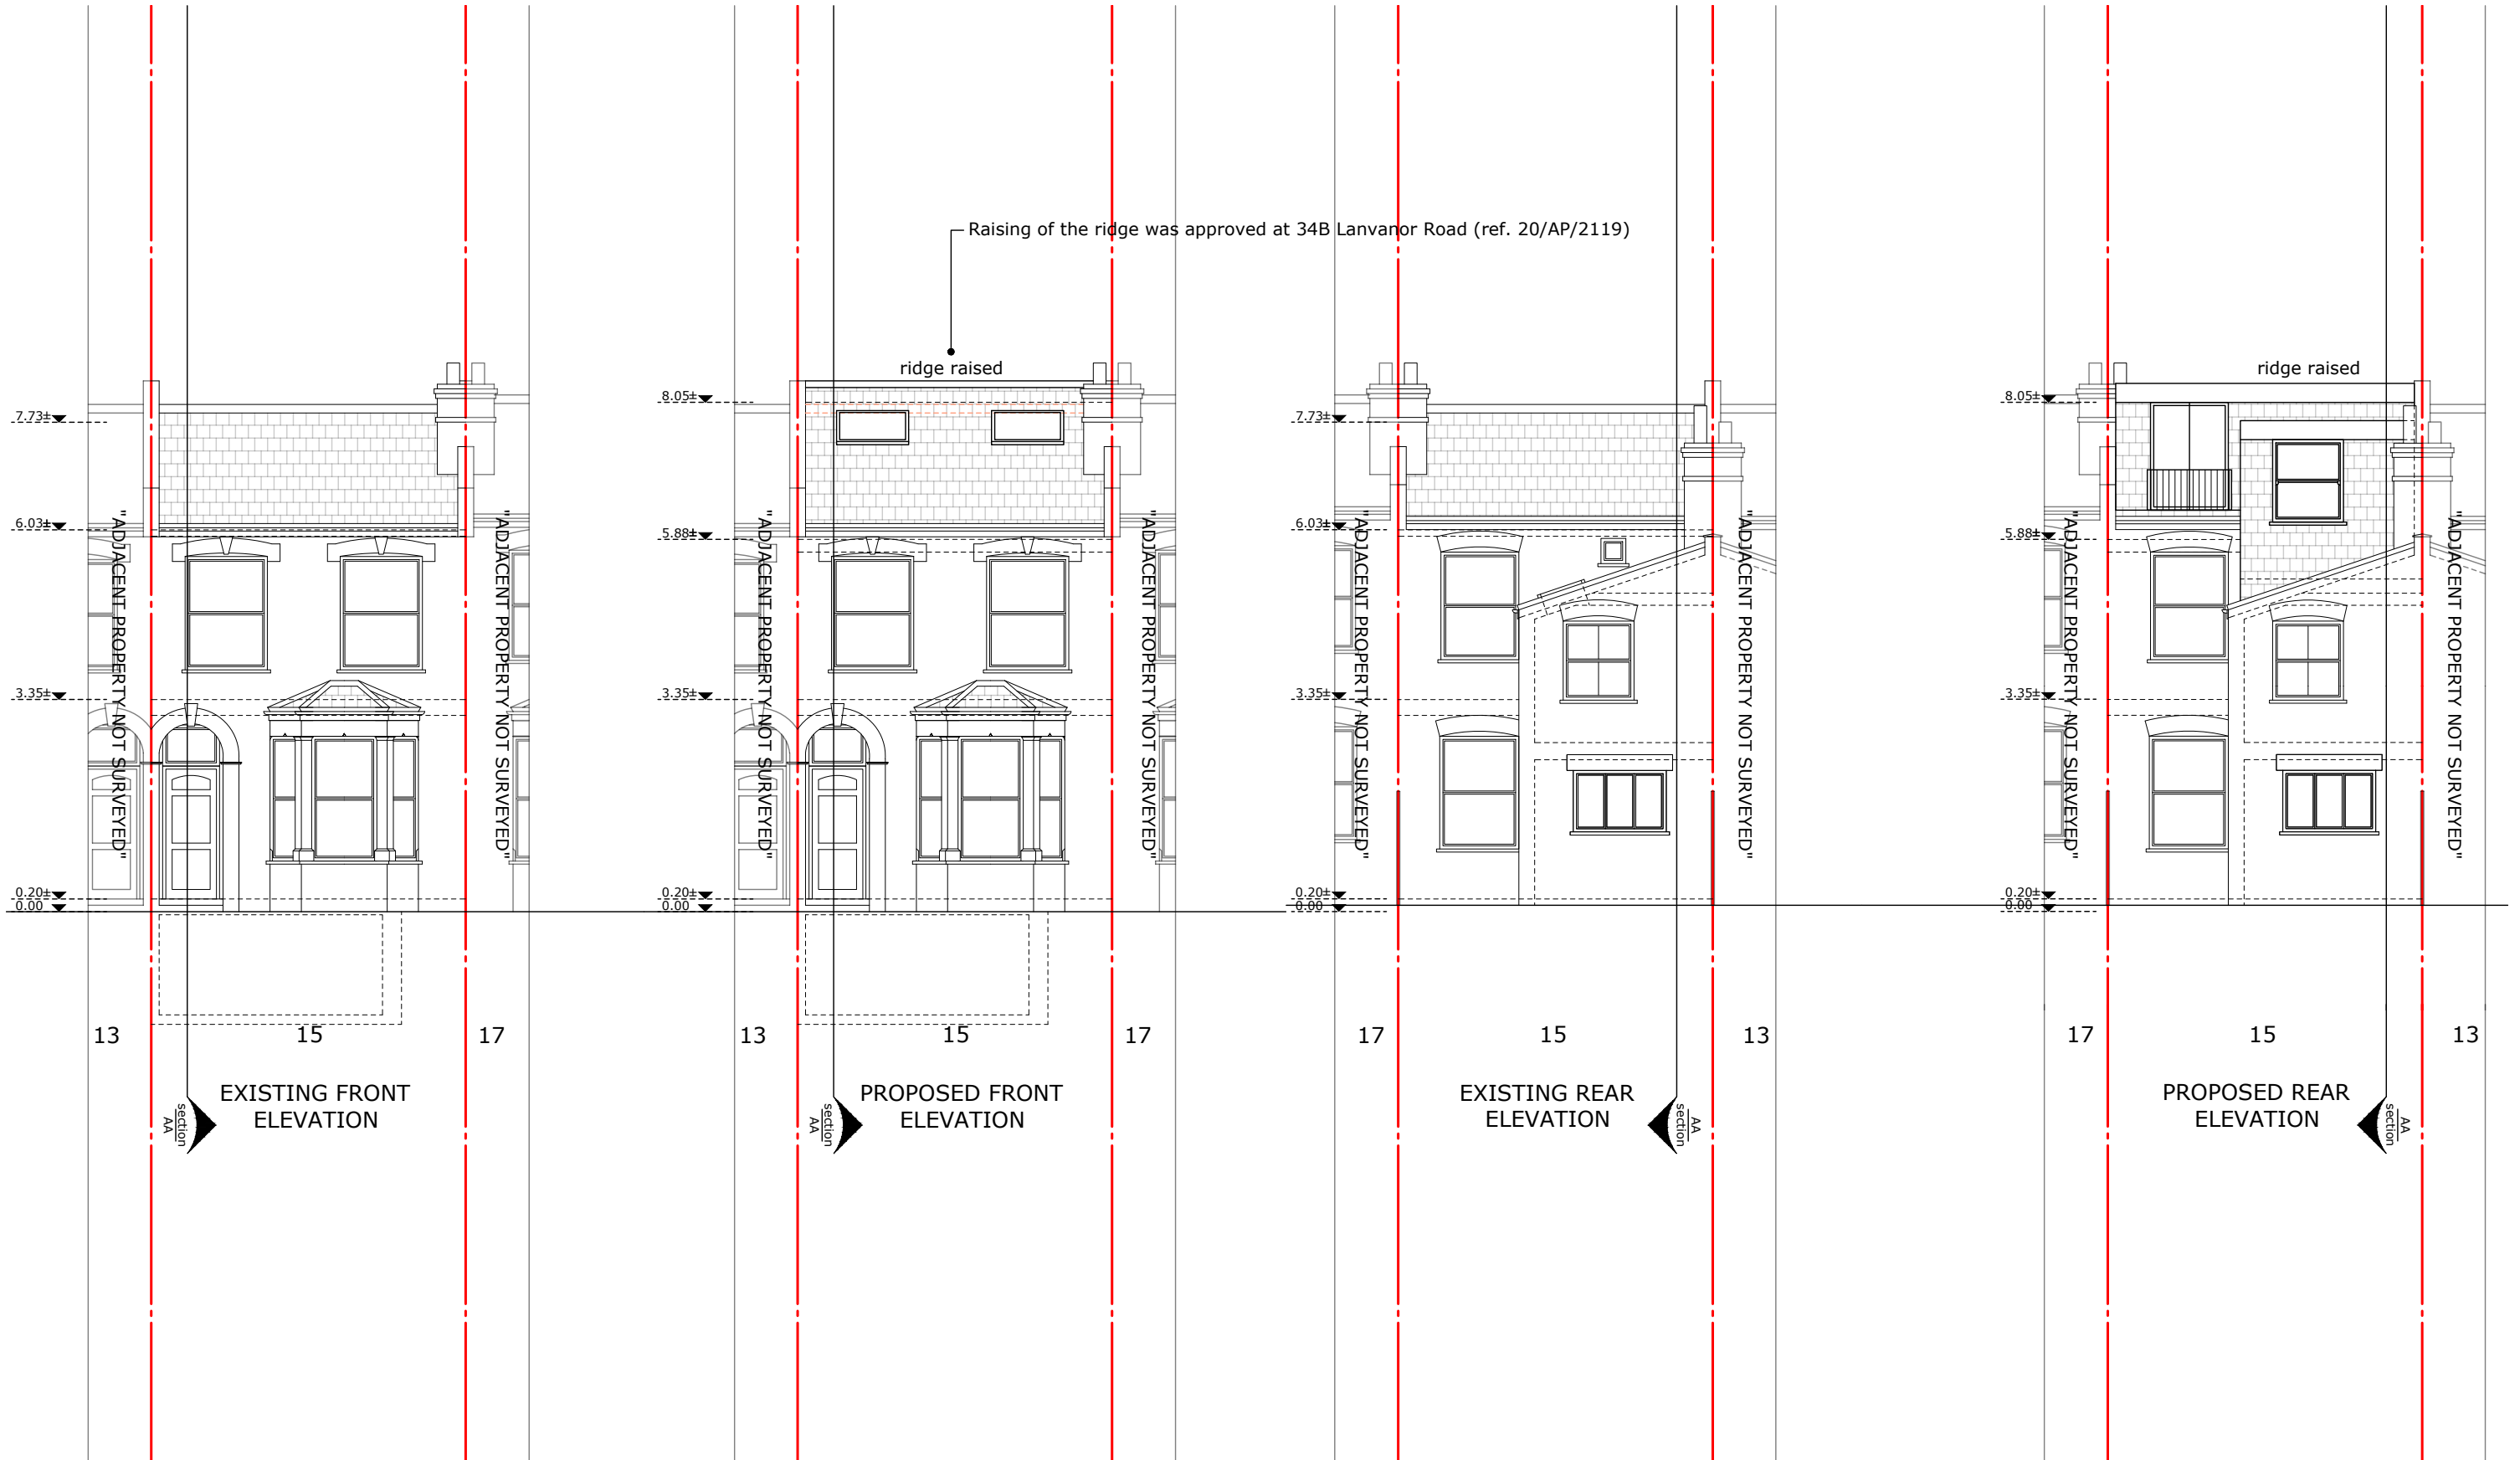 Raising of the ridge was approved at 34B Lanvanor Road (ref. 20/AP/2119)
7.73±
6.03±
3.35±
0.20±
0.00
"ADJACENT PROPERTY NOT SURVEYED"
"ADJACENT PROPERTY NOT SURVEYED"
13
15
17
section
AA
EXISTING FRONT
ELEVATION
ridge raised
8.05±
5.88±
3.35±
0.20±
0.00
"ADJACENT PROPERTY NOT SURVEYED"
"ADJACENT PROPERTY NOT SURVEYED"
13
15
17
section
AA
PROPOSED FRONT
ELEVATION
7.73±
6.03±
3.35±
0.20±
0.00
"ADJACENT PROPERTY NOT SURVEYED"
"ADJACENT PROPERTY NOT SURVEYED"
17
15
13
EXISTING REAR
ELEVATION
AA
section
ridge raised
8.05±
5.88±
3.35±
0.20±
0.00
"ADJACENT PROPERTY NOT SURVEYED"
"ADJACENT PROPERTY NOT SURVEYED"
17
15
13
PROPOSED REAR
ELEVATION
AA
section